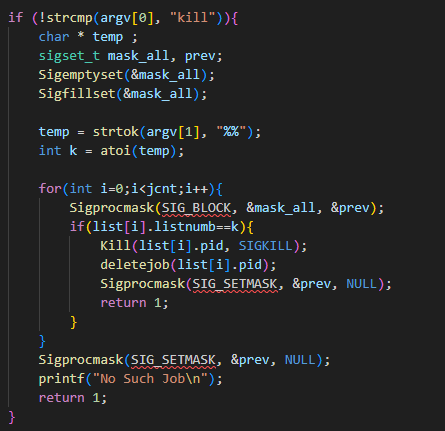 if (!strcmp(argv[0], "kill")){
    char * temp ;
    sigset_t mask_all, prev;
    Sigemptyset(&mask_all);
    Sigfillset(&mask_all);

    temp = strtok(argv[1], "%%");
    int k = atoi(temp);

    for(int i=0;i<jcnt;i++){
        Sigprocmask(SIG_BLOCK, &mask_all, &prev);
        if(list[i].listnumb==k){
            Kill(list[i].pid, SIGKILL);
            deletejob(list[i].pid);
            Sigprocmask(SIG_SETMASK, &prev, NULL);
            return 1;
        }
    }
    Sigprocmask(SIG_SETMASK, &prev, NULL);
    printf("No Such Job\n");
    return 1;
}